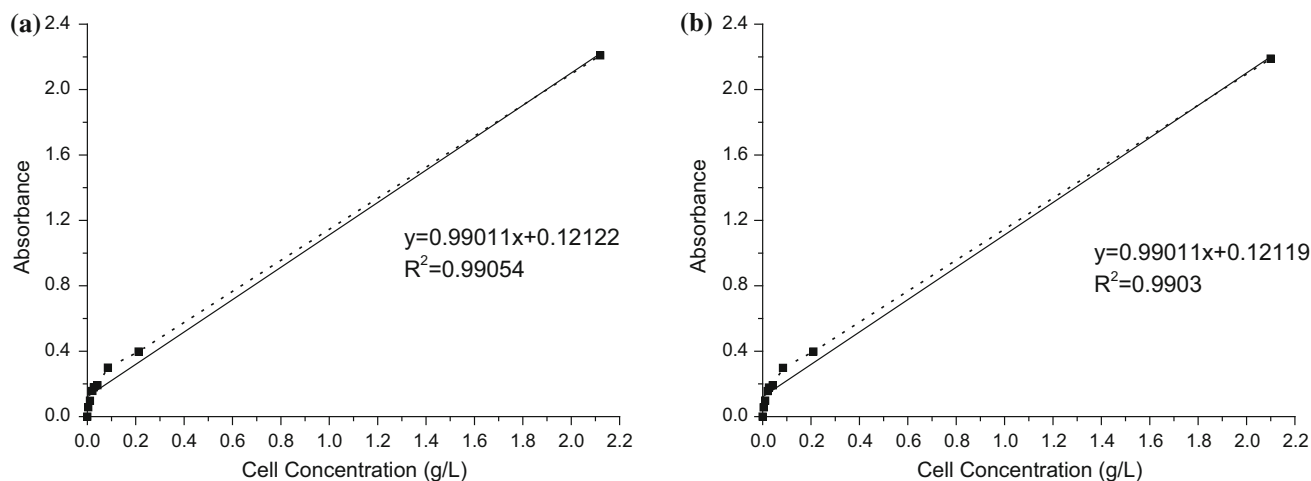 (a)
2.4
2.0
1.6
1.2
0.8
0.4
0.0
Absorbance
y=0.99011x+0.12122
R²=0.99054
0.0 0.2 0.4 0.6 0.8 1.0 1.2 1.4 1.6 1.8 2.0 2.2
Cell Concentration (g/L)
(b)
2.4
2.0
1.6
1.2
0.8
0.4
0.0
Absorbance
y=0.99011x+0.12119
R²=0.9903
0.0 0.2 0.4 0.6 0.8 1.0 1.2 1.4 1.6 1.8 2.0 2.2
Cell Concentration (g/L)